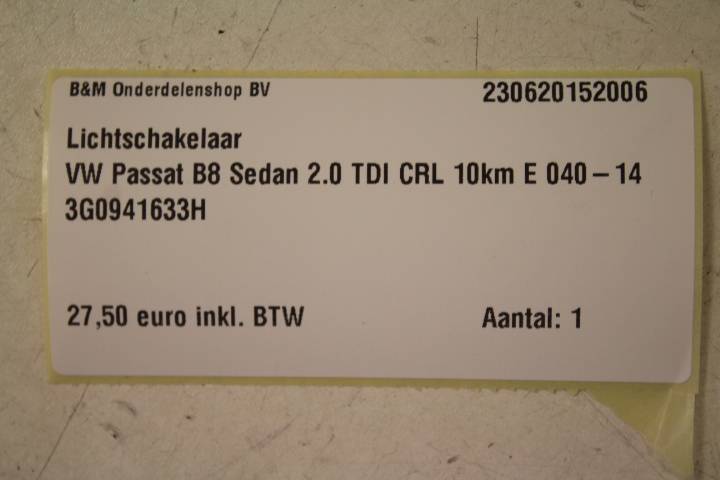 B&M Onderdelenshop BV 230620152006
Lichtschakelaar
VW Passat B8 Sedan 2.0 TDI CRL 10km E 040-14
3G0941633H
27,50 euro inkl. BTW Aantal: 1